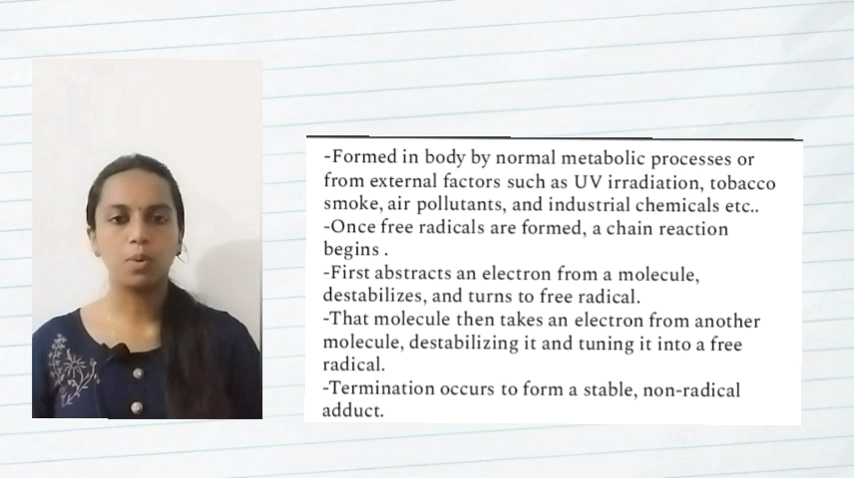 -Formed in body by normal metabolic processes or
from external factors such as UV irradiation, tobacco
smoke, air pollutants, and industrial chemicals etc..
-Once free radicals are formed, a chain reaction
begins .
-First abstracts an electron from a molecule,
destabilizes, and turns to free radical.
-That molecule then takes an electron from another
molecule, destabilizing it and tuning it into a free
radical.
-Termination occurs to form a stable, non-radical
adduct.